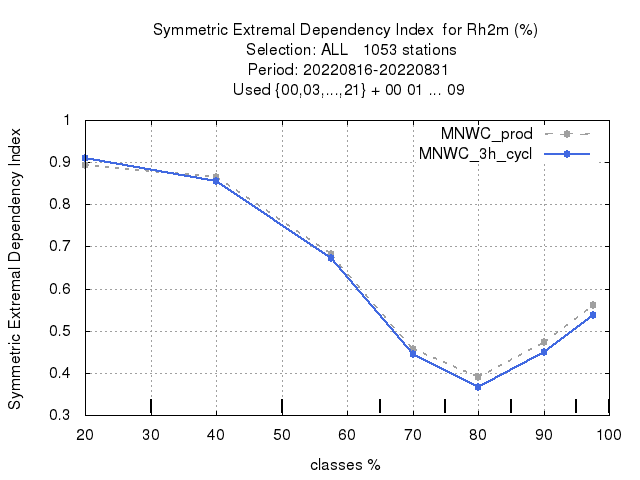 Symmetric Extremal Dependency Index  for Rh2m (%)
Selection: ALL   1053 stations
Period: 20220816-20220831
Used {00,03,...,21} + 00 01 ... 09
MNWC_prod
MNWC_3h_cycl
Symmetric Extremal Dependency Index
1
0.9
0.8
0.7
0.6
0.5
0.4
0.3
20 30 40 50 60 70 80 90 100
classes %